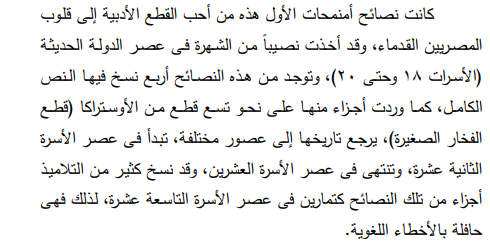 كانت نصائح أمنمحات الأول هذه من أحب القطع الأدبية إلى قلوب
المصريين القدماء، وقد أخذت نصيباً من الشهرة فى عصر الدولة الحديثة
(الأسرات ١٨ وحتى ٢٠)، وتوجد من هذه النصائح أربع نسخ فيها النص
الكامل، كما وردت أجزاء منها على نحو تسع قطع من الأوستراكا (قطع
الفخار الصغيرة)، يرجع تاريخها إلى عصور مختلفة، تبدأ فى عصر الأسرة
الثانية عشرة، وتنتهى فى عصر الأسرة العشرين، وقد نسخ كثير من التلاميذ
أجزاء من تلك النصائح كتمارين فى عصر الأسرة التاسعة عشرة، لذلك فهى
حافلة بالأخطاء اللغوية.